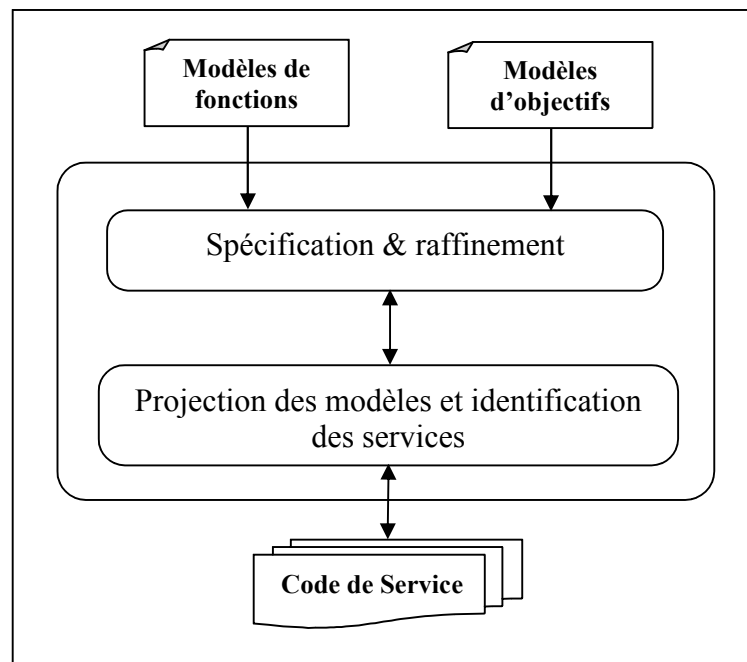 Modèles de
fonctions
Modèles
d'objectifs
Spécification & raffinement
Projection des modèles et identification
des services
Code de Service